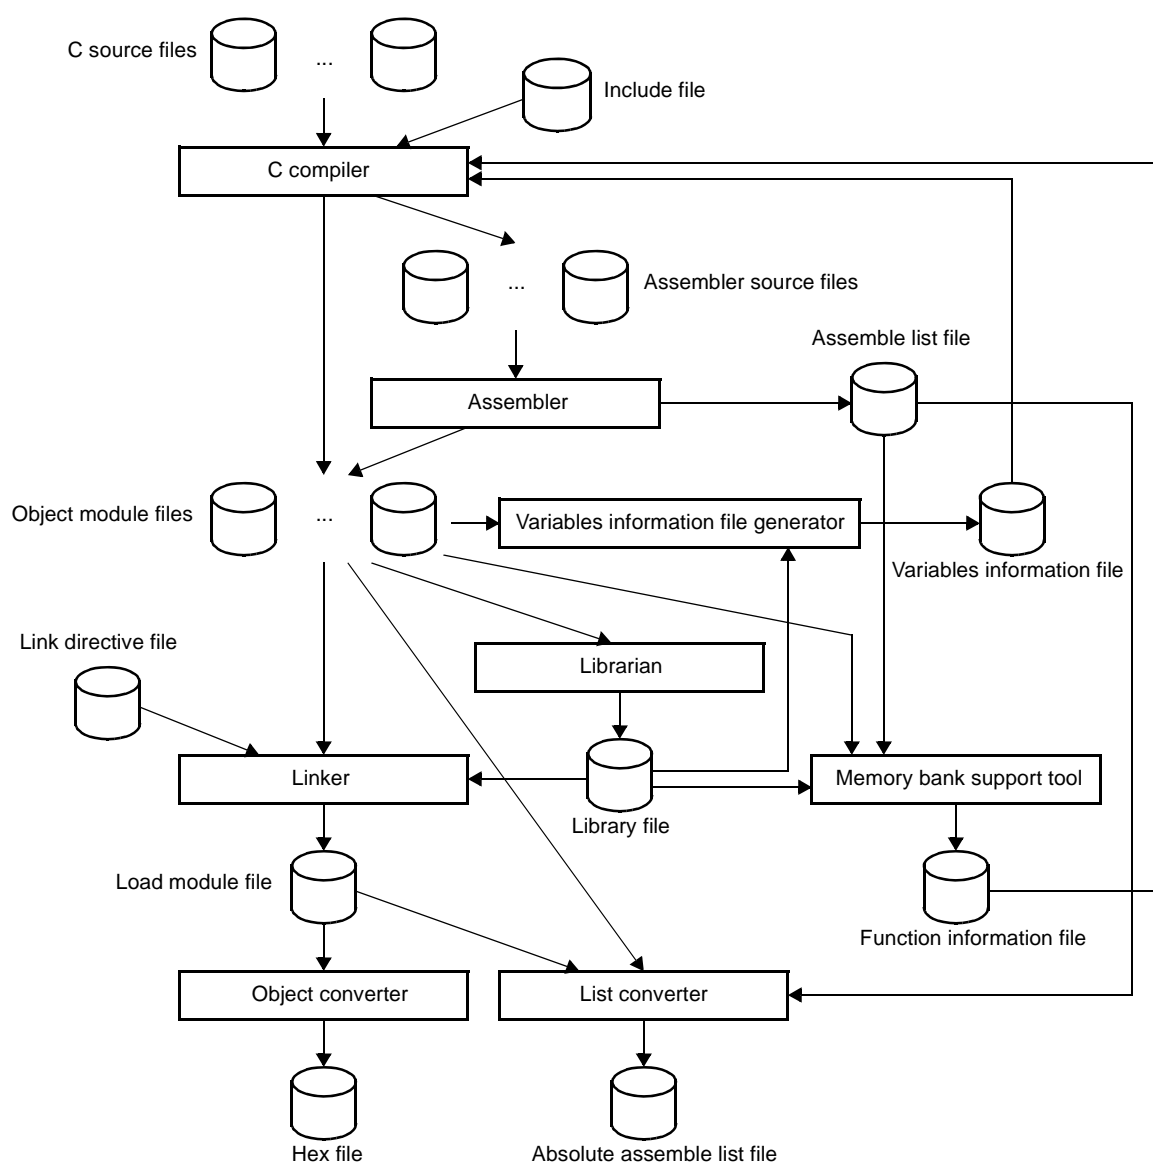 C source files
...
Include file
C compiler
...
Assembler source files
Assemble list file
Assembler
Object module files
...
Variables information file generator
Variables information file
Link directive file
Librarian
Linker
Memory bank support tool
Library file
Load module file
Function information file
Object converter
List converter
Hex file
Absolute assemble list file